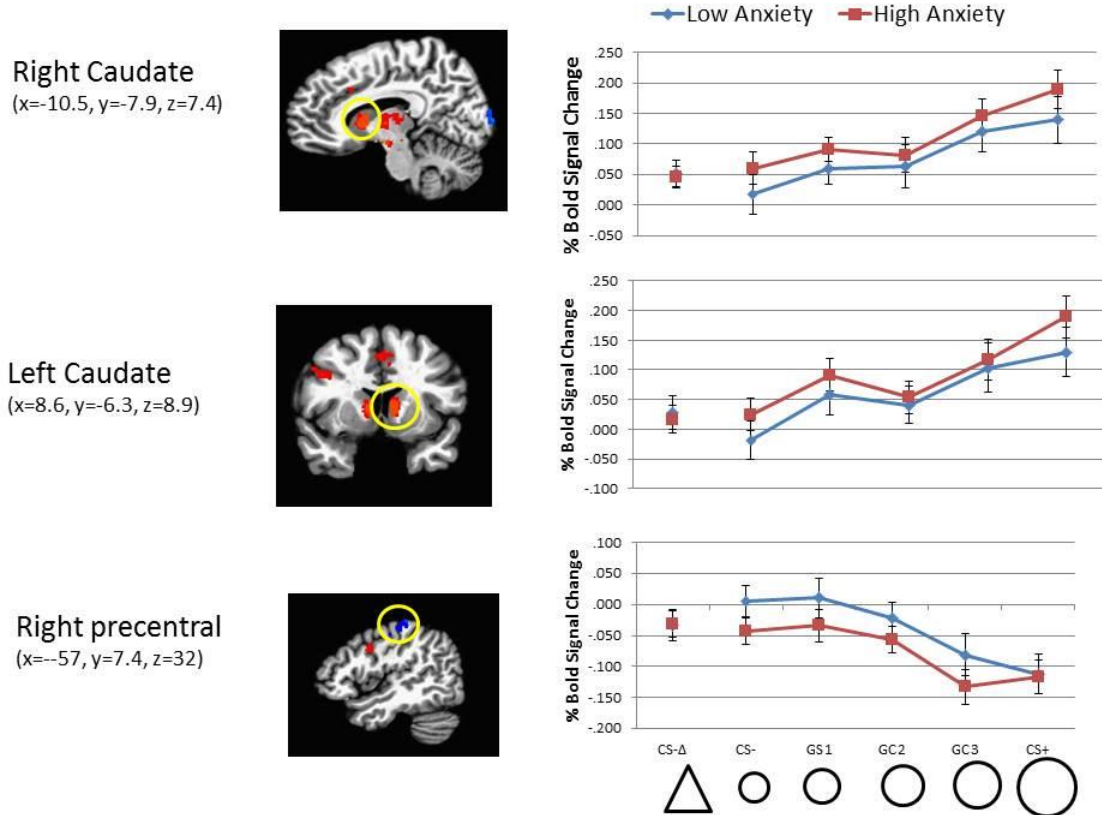 Low Anxiety High Anxiety
Right Caudate
(x=-10.5, y=-7.9, z=7.4)
% Bold Signal Change
.250
.200
.150
.100
.050
.000
-.050
Left Caudate
(x=8.6, y=-6.3, z=8.9)
% Bold Signal Change
.250
.200
.150
.100
.050
.000
-.050
-.100
Right precentral
(x=--57, y=7.4, z=32)
% Bold Signal Change
.100
.050
.000
-.050
-.100
-.150
-.200
CS-Δ CS- GS1 GC2 GC3 CS+